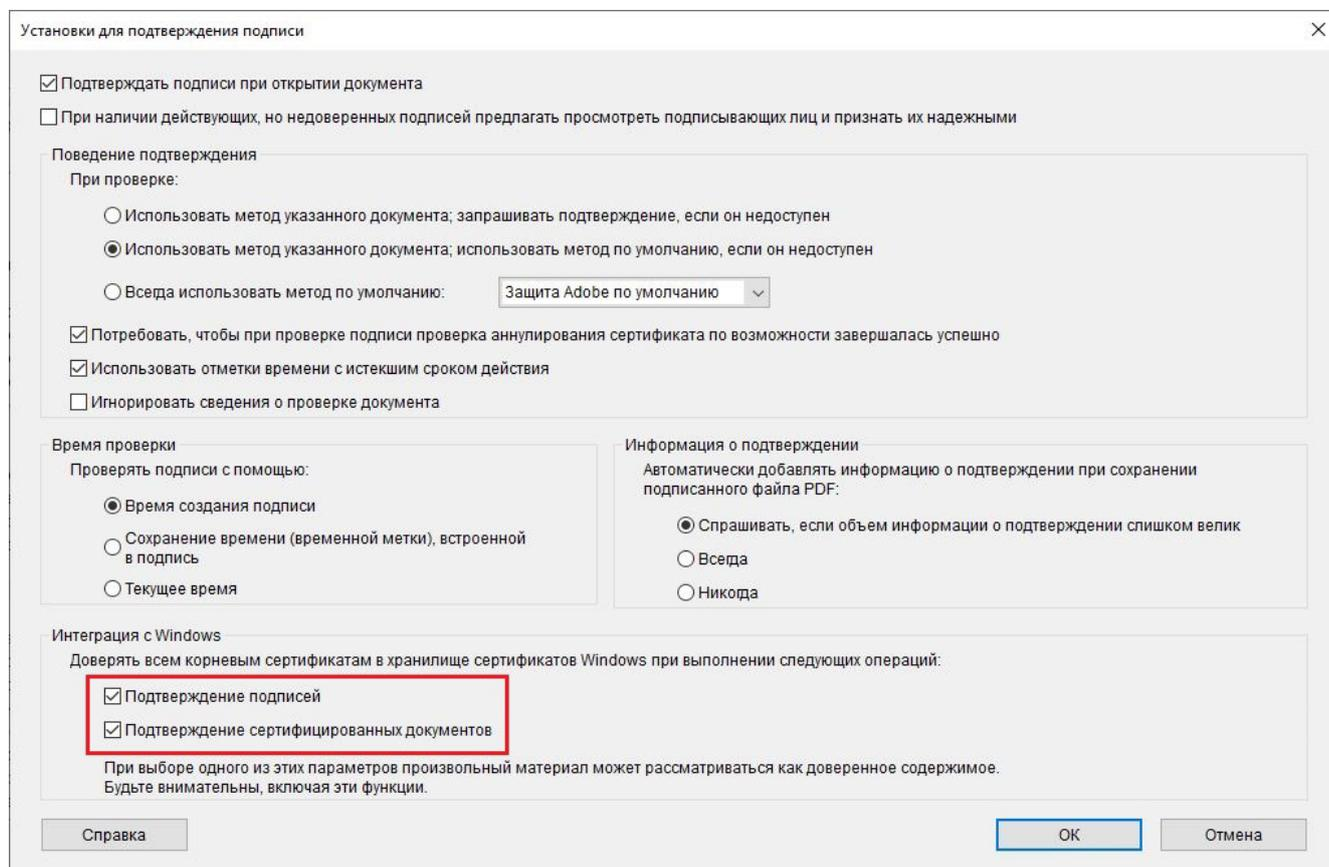 Установки для подтверждения подписи
Подтверждать подписи при открытии документа
При наличии действующих, но недоверенных подписей предлагать просмотреть подписывающих лиц и признать их надежными
Поведение подтверждения
При проверке:
Использовать метод указанного документа; запрашивать подтверждение, если он недоступен
Использовать метод указанного документа; использовать метод по умолчанию, если он недоступен
Всегда использовать метод по умолчанию: Защита Adobe по умолчанию
Потребовать, чтобы при проверке подписи проверка аннулирования сертификата по возможности завершалась успешно
Использовать отметки времени с истекшим сроком действия
Игнорировать сведения о проверке документа
Время проверки
Проверять подписи с помощью:
Время создания подписи
Сохранение времени (временной метки), встроенной
в подпись
Текущее время
Информация о подтверждении
Автоматически добавлять информацию о подтверждении при сохранении
подписанного файла PDF:
Спрашивать, если объем информации о подтверждении слишком велик
Всегда
Никогда
Интеграция с Windows
Доверять всем корневым сертификатам в хранилище сертификатов Windows при выполнении следующих операций:
Подтверждение подписей
Подтверждение сертифицированных документов
При выборе одного из этих параметров произвольный материал может рассматриваться как доверенное содержимое.
Будьте внимательны, включая эти функции.
Справка
ОК
Отмена